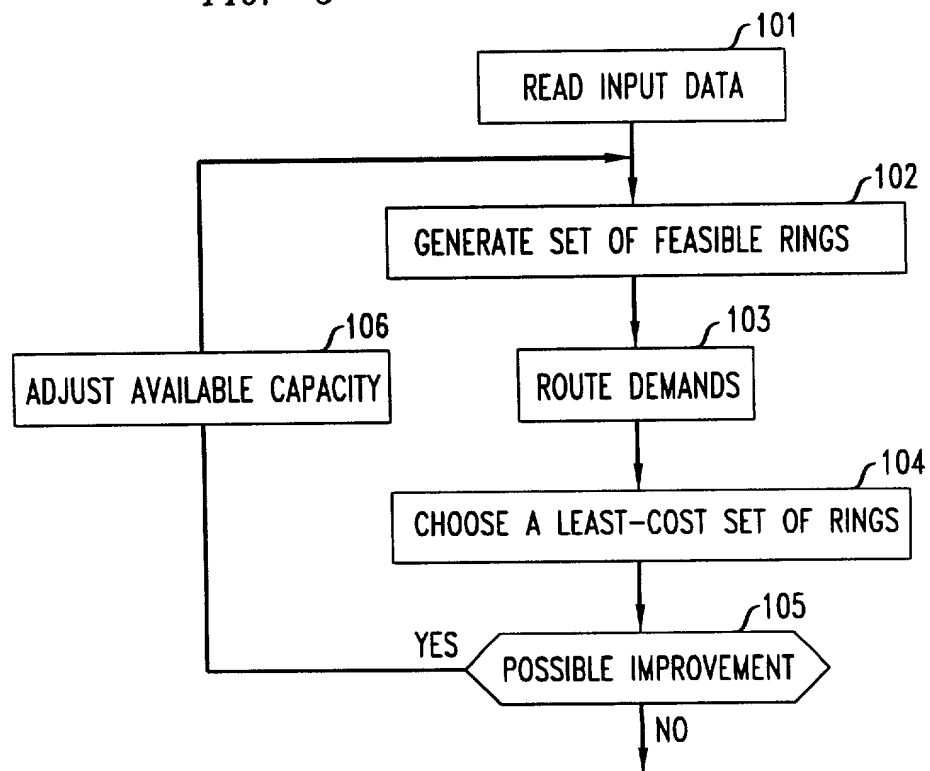 101
READ INPUT DATA
102
GENERATE SET OF FEASIBLE RINGS
106
ADJUST AVAILABLE CAPACITY
103
ROUTE DEMANDS
104
CHOOSE A LEAST-COST SET OF RINGS
105
YES
POSSIBLE IMPROVEMENT
NO